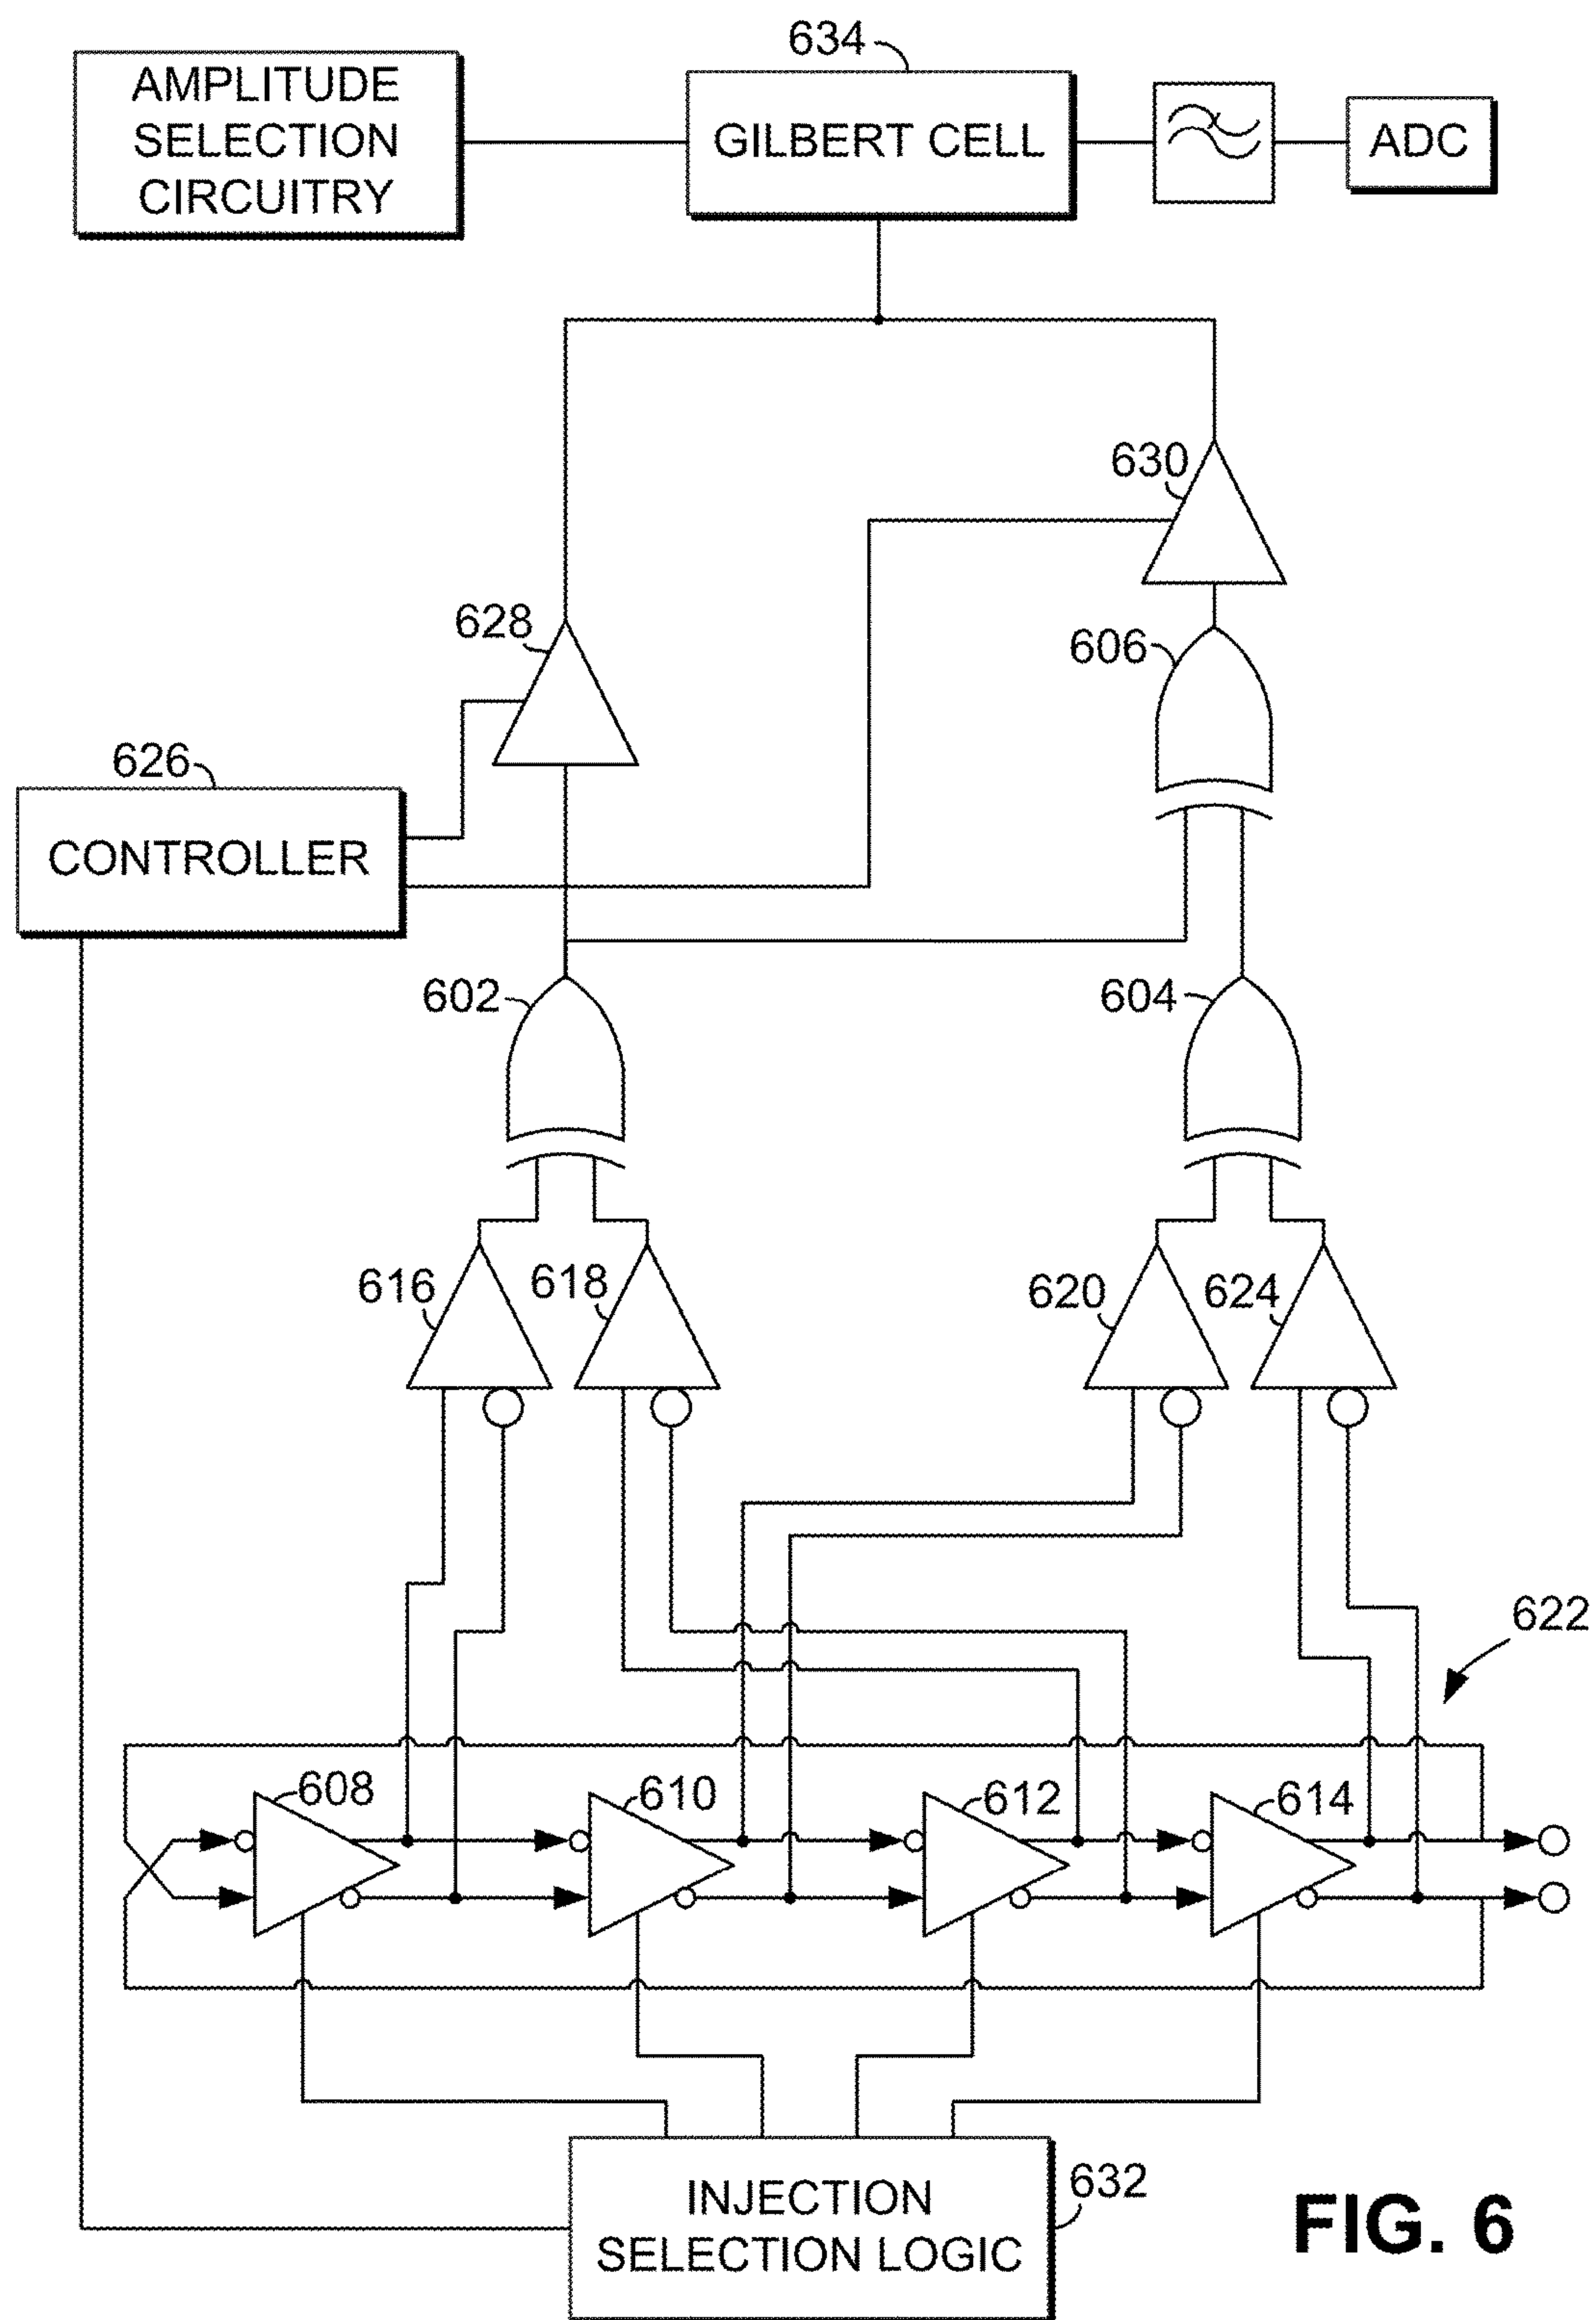 634
AMPLITUDE
SELECTION
CIRCUITRY
GILBERT CELL
ADC
630
628
606
626
CONTROLLER
602
604
616
618
620
624
622
608
610
612
614
INJECTION
SELECTION LOGIC
632
FIG. 6